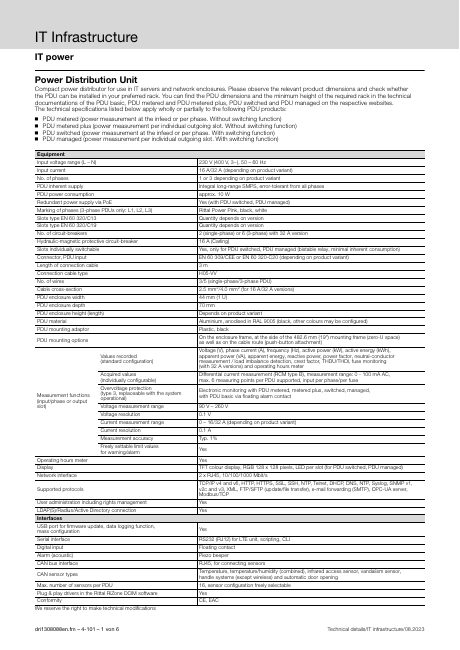 IT Infrastructure
IT power
Power Distribution Unit
Compact power distributor for use in IT servers and network enclosures. Please observe the relevant product dimensions and check whether
the PDU can be installed in your preferred rack. You can find the PDU dimensions and the minimum height of the required rack in the technical
documentations of the PDU basic, PDU metered and PDU metered plus, PDU switched and PDU managed on the respective websites.
The technical specifications listed below apply wholly or partially to the following PDU products:
■ PDU metered (power measurement at the infeed or per phase. Without switching function)
■ PDU metered plus (power measurement per individual outgoing slot. Without switching function)
■ PDU switched (power measurement at the infeed or per phase. With switching function)
■ PDU managed (power measurement per individual outgoing slot. With switching function)
Equipment
Input voltage range (L – N) 230 V (400 V, 3~), 50 – 60 Hz
Input current 16 A/32 A (dependent on product variant)
No. of phases 1 or 3 depending on product variant
PDU inherent supply Integral long-range SMPS, error-tolerant from all phases
PDU power consumption approx. 10 W
Redundant power supply via PoE Yes (with PDU switched, PDU managed)
Marking of phases (3-phase PDUs only: L1, L2, L3) Rittal Power Pink, black, white
Slots type EN 60 320/C13 Quantity depends on version
Slots type EN 60 320/C19 Quantity depends on version
No. of circuit-breakers 2 (single-phase) or 6 (3-phase) with 32 A version
Hydraulic-magnetic protective circuit-breaker 16 A (Carling)
Slots individually switchable Yes, only for PDU switched, PDU managed (bistable relay, minimal inherent consumption)
Connector, PDU input EN 60 309/CEE or EN 60 320-C20 (depending on product variant)
Length of connection cable 3 m
Connection cable type H05-VV
No. of wires 3/5 (single-phase/3-phase PDU)
Cable cross-section 2.5 mm²/4.0 mm² (for 16 A/32 A versions)
PDU enclosure width 44 mm (1 U)
PDU enclosure depth 70 mm
PDU enclosure height (length) Depends on product variant
PDU material Aluminium, anodised in RAL 9005 (black, other colours may be configured)
PDU mounting adaptor Plastic, black
PDU mounting options On the enclosure frame, at the side of the 482.6 mm (19″) mounting frame (zero-U space)
as well as on the cable route (push-button attachment)
Measurement functions
(input/phase or output
slot)
Values recorded
(standard configuration)
Voltage (V), phase current (A), frequency (Hz), active power (kW), active energy (kWh),
apparent power (VA), apparent energy, reactive power, power factor, neutral-conductor
measurement / load imbalance detection, crest factor, THDU/THDI, fuse monitoring
(with 32 A versions) and operating hours meter
Acquired values
(individually configurable)
Differential current measurement (RCM type B), measurement range: 0 – 100 mA AC,
max. 6 measuring points per PDU supported, input per phase/per fuse
Overvoltage protection
(type 3, replaceable with the system
operational)
Electronic monitoring with PDU metered, metered plus, switched, managed,
with PDU basic via floating alarm contact
Voltage measurement range 90 V – 260 V
Voltage resolution 0.1 V
Current measurement range 0 – 16/32 A (depending on product variant)
Current resolution 0.1 A
Measurement accuracy Typ. 1%
Freely settable limit values
for warning/alarm
Yes
Operating hours meter Yes
Display TFT colour display, RGB 128 x 128 pixels, LED per slot (for PDU switched, PDU managed)
Network interface 2 x RJ45, 10/100/1000 Mbit/s
Supported protocols TCP/IP v4 and v6, HTTP, HTTPS, SSL, SSH, NTP, Telnet, DHCP, DNS, NTP, Syslog, SNMP v1,
v2c and v3, XML, FTP/SFTP (update/file transfer), e-mail forwarding (SMTP), OPC-UA server,
Modbus/TCP
User administration including rights management Yes
LDAP(S)/Radius/Active Directory connection Yes
Interfaces
USB port for firmware update, data logging function,
mass configuration
Yes
Serial interface RS232 (RJ12) for LTE unit, scripting, CLI
Digital input Floating contact
Alarm (acoustic) Piezo beeper
CAN bus interface RJ45, for connecting sensors
CAN sensor types Temperature, temperature/humidity (combined), infrared access sensor, vandalism sensor,
handle systems (except wireless) and automatic door opening
Max. number of sensors per PDU 16, sensor configuration freely selectable
Plug & play drivers in the Rittal RiZone DCIM software Yes
Conformity CE, EAC
We reserve the right to make technical modifications
dri1308088en.fm – 4-101 – 1 von 6
Technical details/IT infrastructure/08.2023